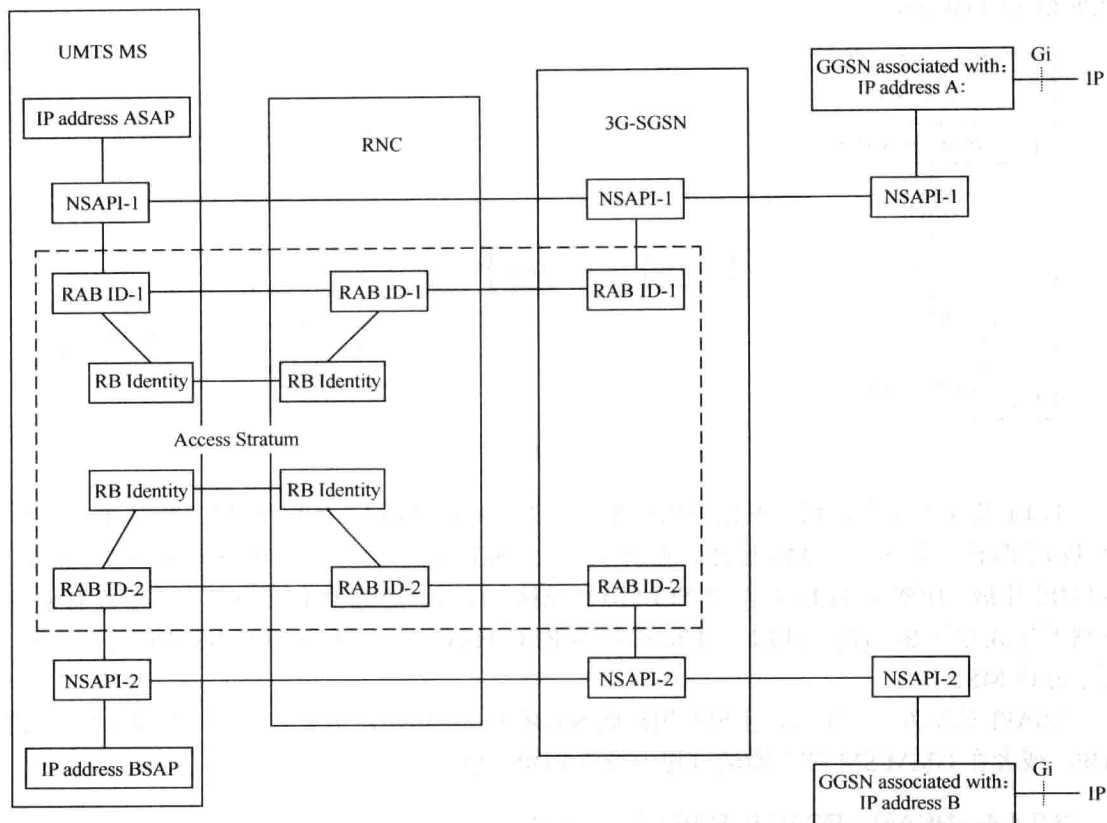 UMTS MS
RNC
3G-SGSN
GGSN associated with:
IP address A:
Gi
IP
IP address ASAP
NSAPI-1
NSAPI-1
NSAPI-1
RAB ID-1
RAB ID-1
RAB ID-1
RB Identity
RB Identity
Access Stratum
RB Identity
RB Identity
RAB ID-2
RAB ID-2
RAB ID-2
NSAPI-2
NSAPI-2
NSAPI-2
IP address BSAP
GGSN associated with:
IP address B
Gi
IP